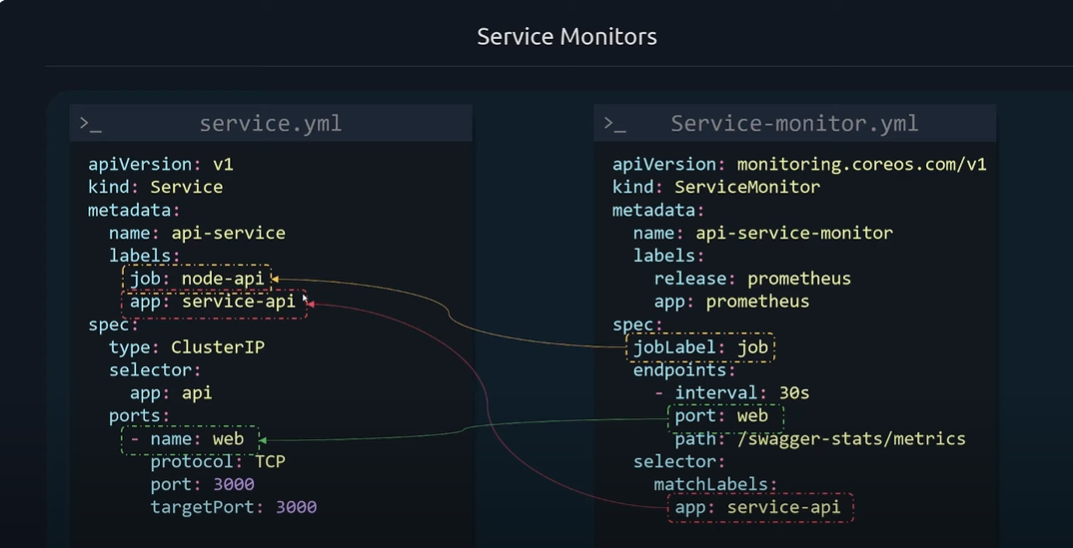 Service Monitors
>_ service.yml
apiVersion: v1
kind: Service
metadata:
  name: api-service
  labels:
    job: node-api
    app: service-api
spec:
  type: ClusterIP
  selector:
    app: api
  ports:
    - name: web
      protocol: TCP
      port: 3000
      targetPort: 3000
>_ Service-monitor.yml
apiVersion: monitoring.coreos.com/v1
kind: ServiceMonitor
metadata:
  name: api-service-monitor
  labels:
    release: prometheus
    app: prometheus
spec:
  jobLabel: job
  endpoints:
    - interval: 30s
      port: web
      path: /swagger-stats/metrics
  selector:
    matchLabels:
      app: service-api